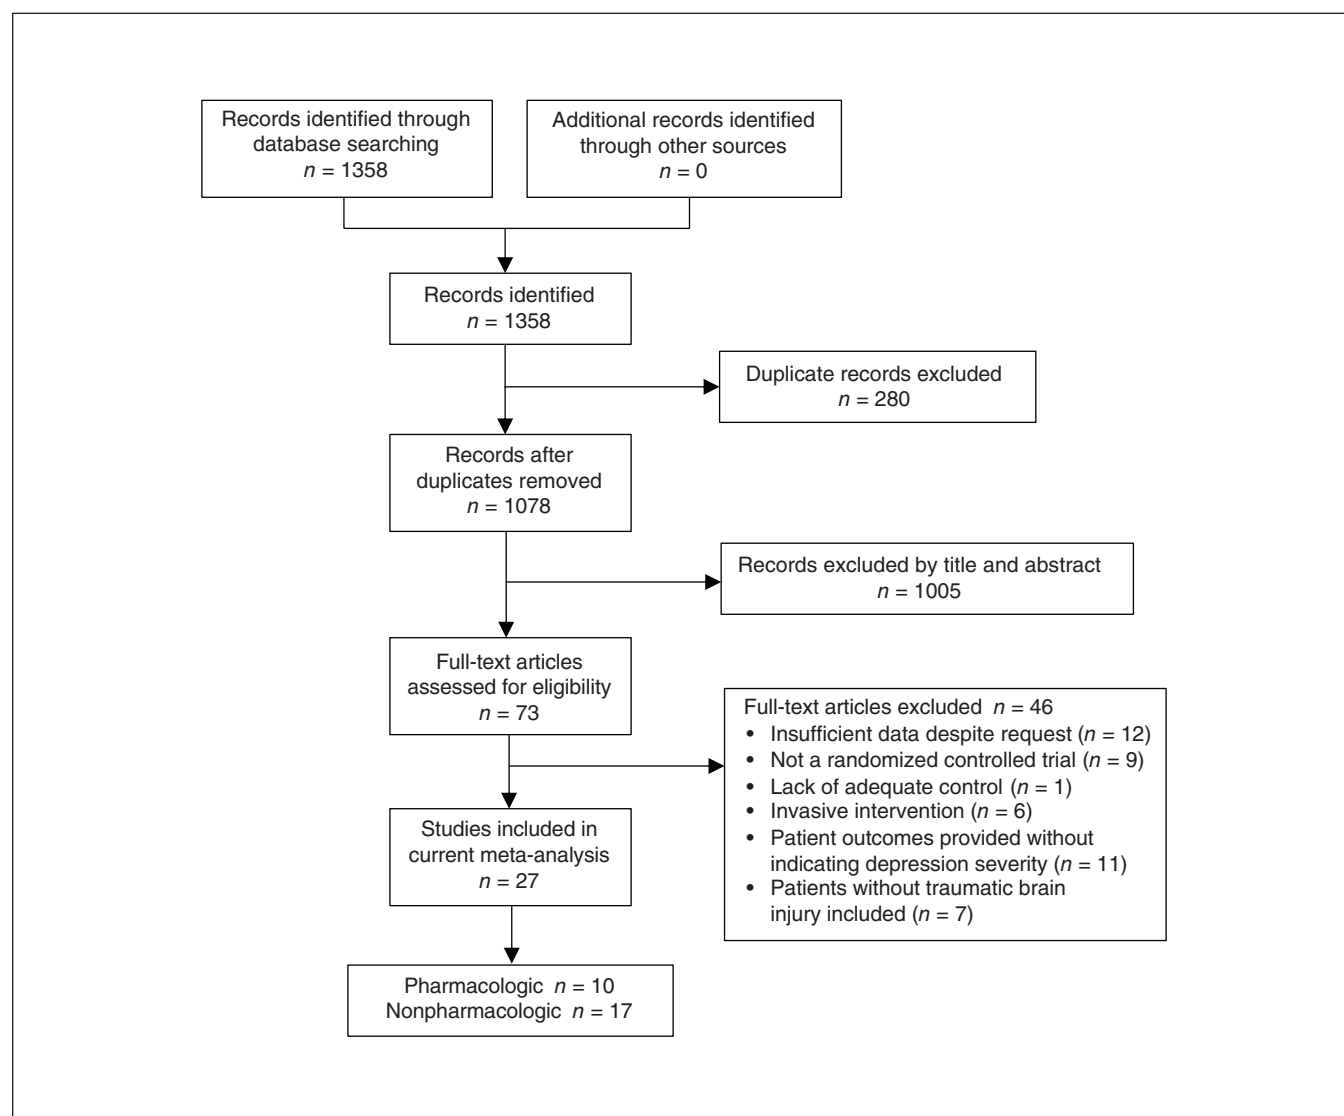 Records identified through
database searching
n = 1358
Additional records identified
through other sources
n = 0
Records identified
n = 1358
Duplicate records excluded
n = 280
Records after
duplicates removed
n = 1078
Records excluded by title and abstract
n = 1005
Full-text articles
assessed for eligibility
n = 73
Full-text articles excluded n = 46
• Insufficient data despite request (n = 12)
• Not a randomized controlled trial (n = 9)
• Lack of adequate control (n = 1)
• Invasive intervention (n = 6)
• Patient outcomes provided without
indicating depression severity (n = 11)
• Patients without traumatic brain
injury included (n = 7)
Studies included in
current meta-analysis
n = 27
Pharmacologic n = 10
Nonpharmacologic n = 17